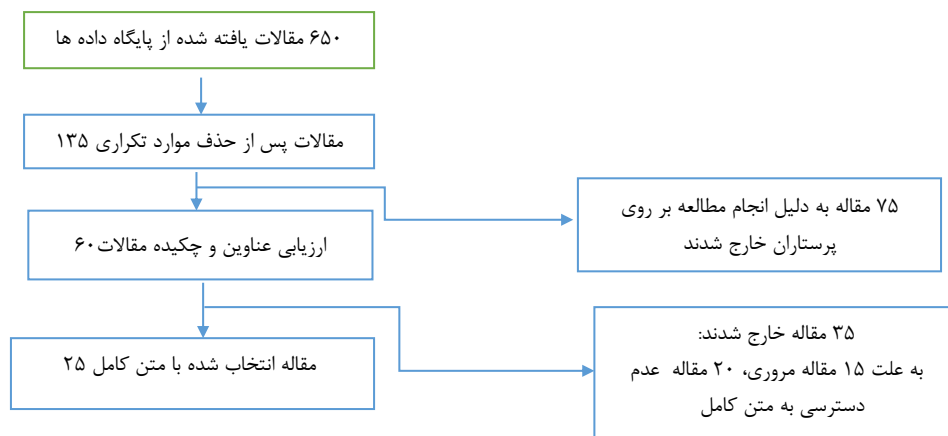 ۶۵۰ مقالات یافته شده از پایگاه داده ها
مقالات پس از حذف موارد تکراری ۱۳۵
۷۵ مقاله به دلیل انجام مطالعه بر روی
پرستاران خارج شدند
ارزیابی عناوین و چکیده مقالات۶۰
۳۵ مقاله خارج شدند:
به علت ۱۵ مقاله مروری، ۲۰ مقاله عدم
دسترسی به متن کامل
مقاله انتخاب شده با متن کامل ۲۵